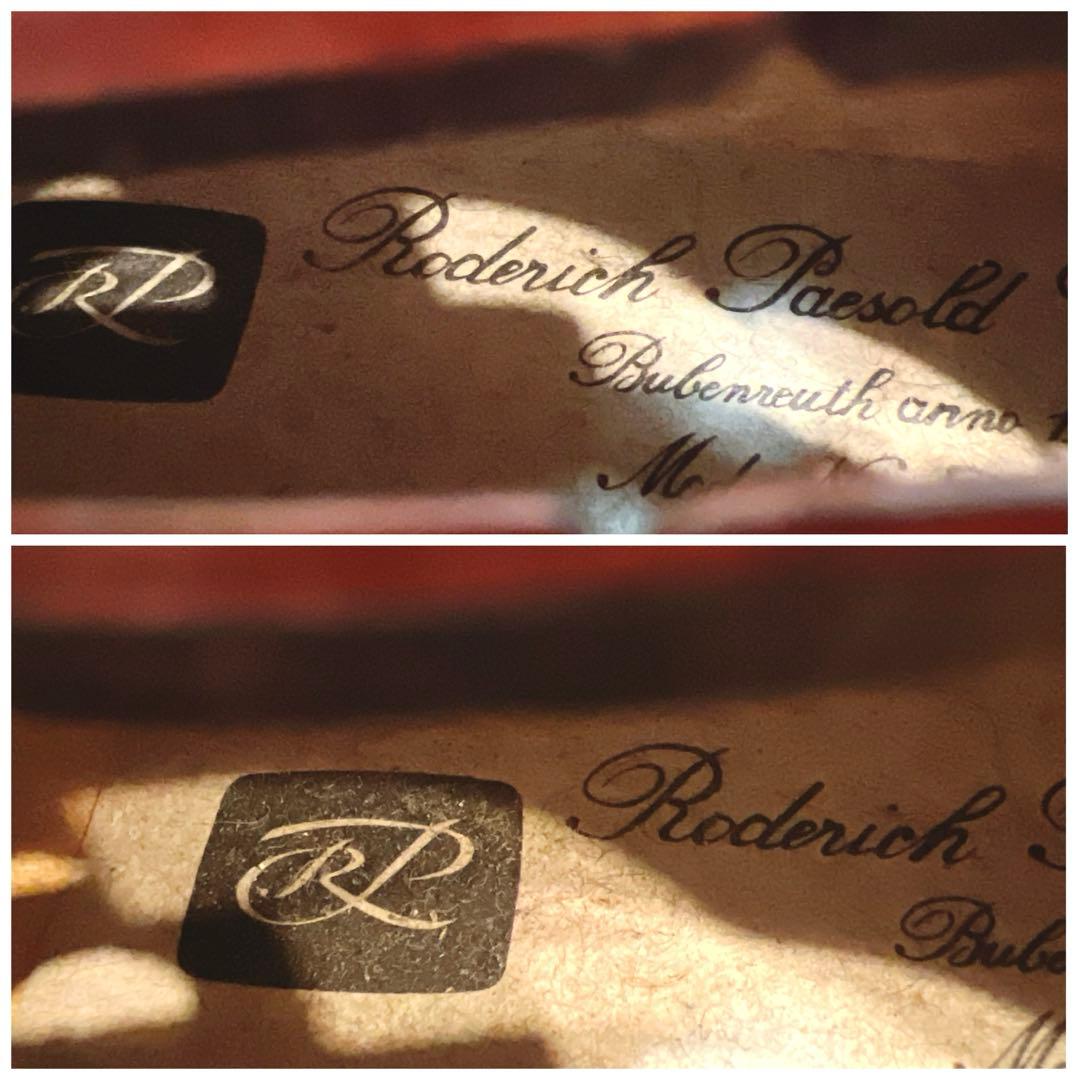 RP
Roderich Paesold
Bubenreuth anno
RP
Roderich